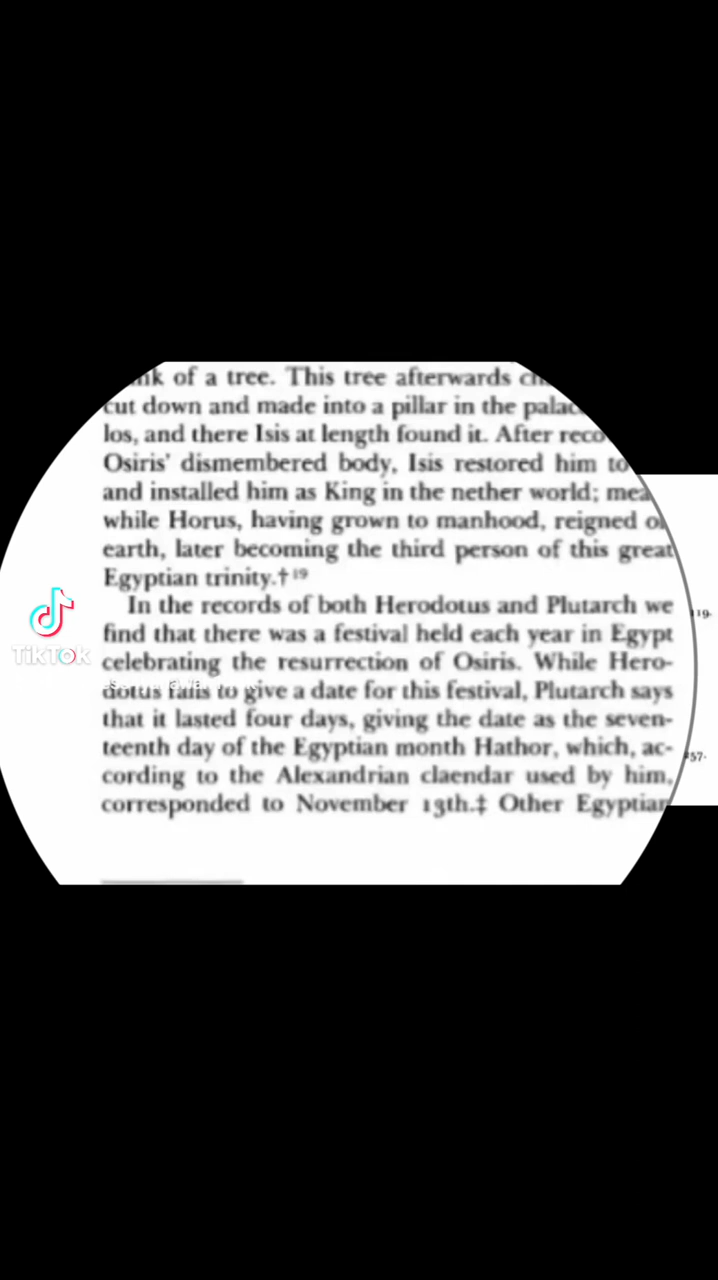 of a tree. This tree afterwards
cut down and made into a pillar in the
los, and there Isis at length found it. After
Osiris' dismembered body, Isis restored him to
and installed him as King in the nether world;
while Horus, having grown to manhood, reigned
earth, later becoming the third person of this great
Egyptian trinity.†¹⁹
In the records of both Herodotus and Plutarch we
find that there was a festival held each year in Egypt
celebrating the resurrection of Osiris. While Hero-
dotus fails to give a date for this festival, Plutarch says
that it lasted four days, giving the date as the seven-
teenth day of the Egyptian month Hathor, which, ac-
cording to the Alexandrian claendar used by him,
corresponded to November 13th.‡ Other Egyptian
119.
57.
TikTok